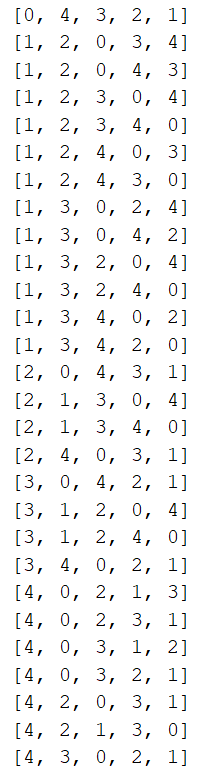 [0, 4, 3, 2, 1]
[1, 2, 0, 3, 4]
[1, 2, 0, 4, 3]
[1, 2, 3, 0, 4]
[1, 2, 3, 4, 0]
[1, 2, 4, 0, 3]
[1, 2, 4, 3, 0]
[1, 3, 0, 2, 4]
[1, 3, 0, 4, 2]
[1, 3, 2, 0, 4]
[1, 3, 2, 4, 0]
[1, 3, 4, 0, 2]
[1, 3, 4, 2, 0]
[2, 0, 4, 3, 1]
[2, 1, 3, 0, 4]
[2, 1, 3, 4, 0]
[2, 4, 0, 3, 1]
[3, 0, 4, 2, 1]
[3, 1, 2, 0, 4]
[3, 1, 2, 4, 0]
[3, 4, 0, 2, 1]
[4, 0, 2, 1, 3]
[4, 0, 2, 3, 1]
[4, 0, 3, 1, 2]
[4, 0, 3, 2, 1]
[4, 2, 0, 3, 1]
[4, 2, 1, 3, 0]
[4, 3, 0, 2, 1]